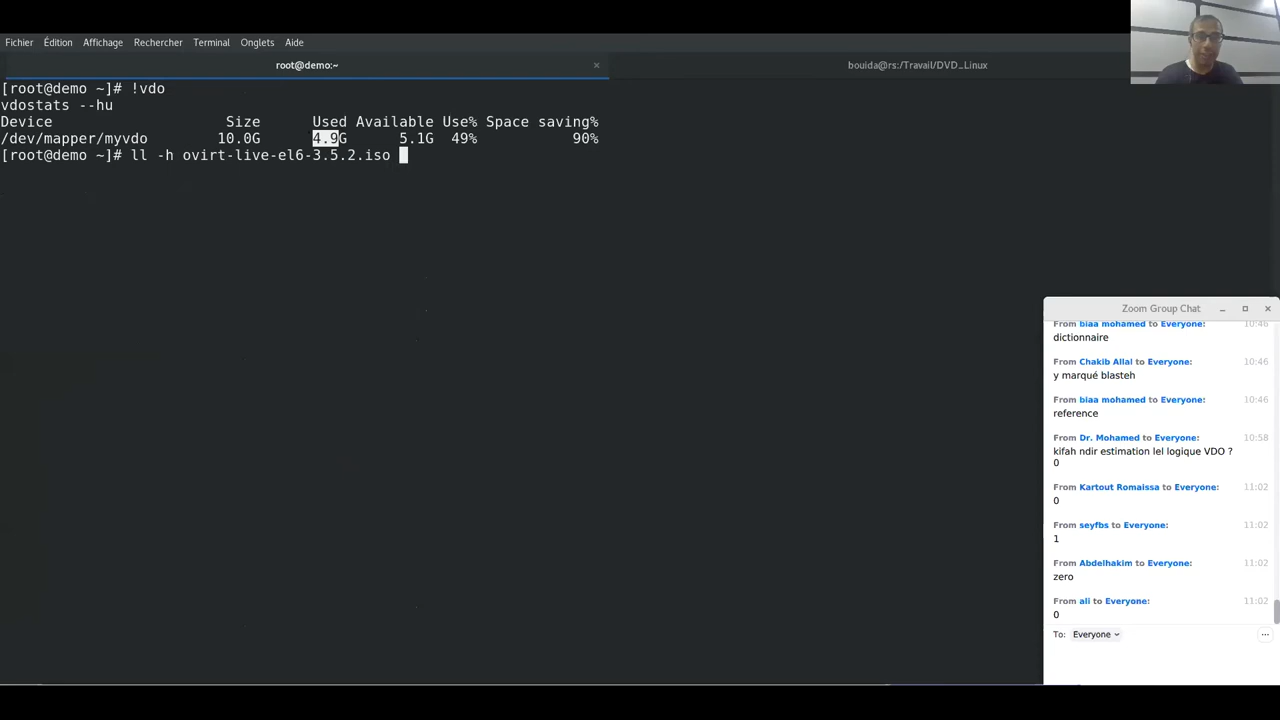 Fichier Édition Affichage Rechercher Terminal Onglets Aide
root@demo:~ × bouida@rs:/Travail/DVD_Linux
[root@demo ~]# !vdo
vdostats --hu
Device Size Used Available Use% Space saving%
/dev/mapper/myvdo 10.0G 4.9G 5.1G 49% 90%
[root@demo ~]# ll -h ovirt-live-el6-3.5.2.iso
Zoom Group Chat
From biaa mohamed to Everyone: 10:46
dictionnaire
From Chakib Allal to Everyone: 10:46
y marqué blasteh
From biaa mohamed to Everyone: 10:46
reference
From Dr. Mohamed to Everyone: 10:58
kifah ndir estimation lel logique VDO ?
0
From Kartout Romaissa to Everyone: 11:02
0
From seyfbs to Everyone: 11:02
1
From Abdelhakim to Everyone: 11:02
zero
From ali to Everyone: 11:02
0
To: Everyone